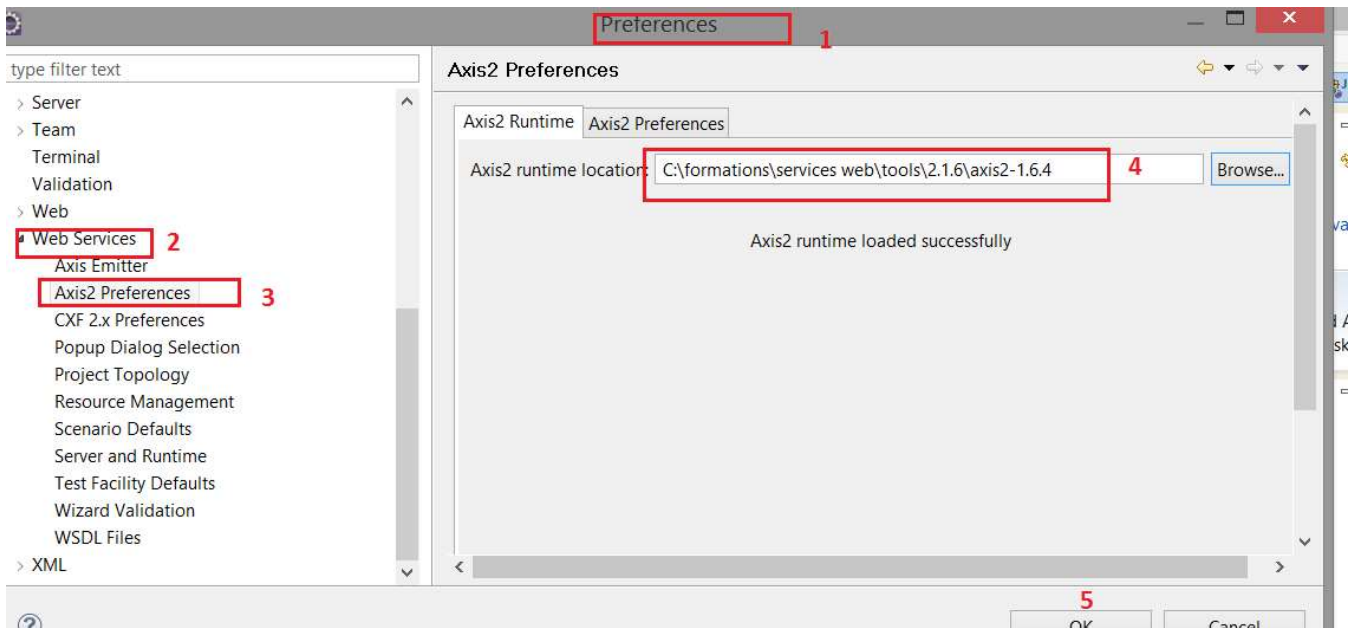 Preferences
1
type filter text
Axis2 Preferences
> Server
> Team
Terminal
Validation
> Web
Web Services 2
Axis Emitter
Axis2 Preferences 3
CXF 2.x Preferences
Popup Dialog Selection
Project Topology
Resource Management
Scenario Defaults
Server and Runtime
Test Facility Defaults
Wizard Validation
WSDL Files
> XML
Axis2 Runtime Axis2 Preferences
Axis2 runtime location: C:\formations\services web\tools\2.1.6\axis2-1.6.4 4 Browse...
Axis2 runtime loaded successfully
5
OK Cancel